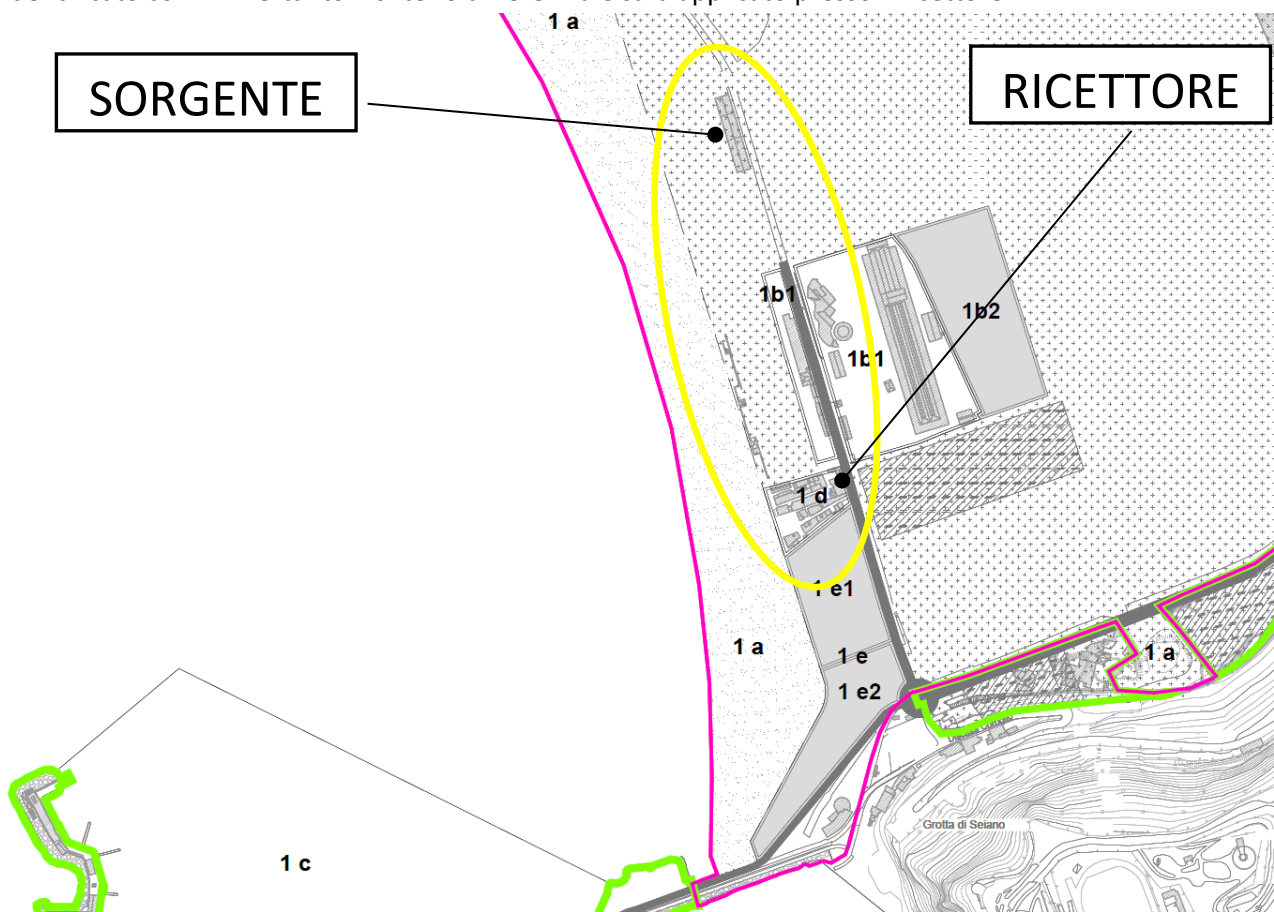 1 a
SORGENTE
RICETTORE
1b1
1b2
1b1
1 d
1 e1
1 a
1 e
1 a
1 e2
Grotta di Seiano
1 c